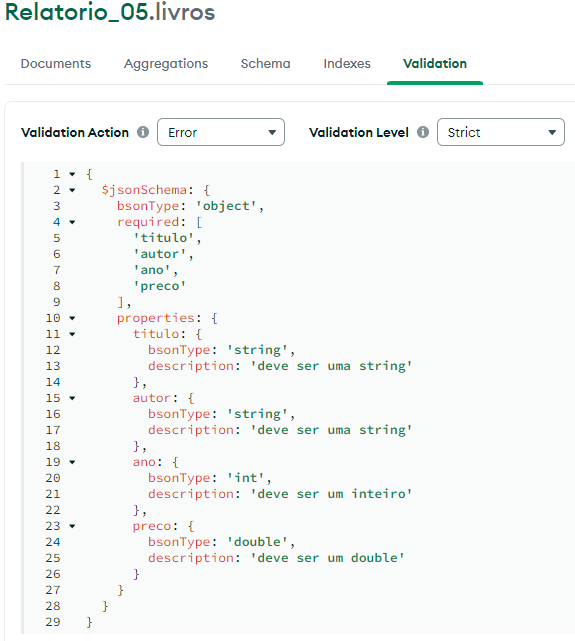 Relatorio_05.livros
Documents Aggregations Schema Indexes Validation
Validation Action Error Validation Level Strict
1 {
2 $jsonSchema: {
3 bsonType: 'object',
4 required: [
5 'titulo',
6 'autor',
7 'ano',
8 'preco'
9 ],
10 properties: {
11 titulo: {
12 bsonType: 'string',
13 description: 'deve ser uma string'
14 },
15 autor: {
16 bsonType: 'string',
17 description: 'deve ser uma string'
18 },
19 ano: {
20 bsonType: 'int',
21 description: 'deve ser um inteiro'
22 },
23 preco: {
24 bsonType: 'double',
25 description: 'deve ser um double'
26 }
27 }
28 }
29 }